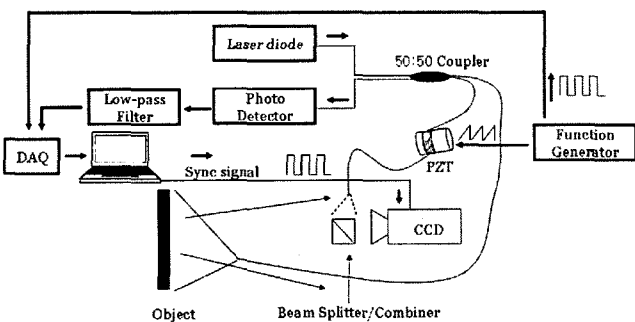 Laser diode
50:50 Coupler
Low-pass
Filter
Photo
Detector
Function
Generator
DAQ
PZT
Sync signal
CCD
Object
Beam Splitter/Combiner